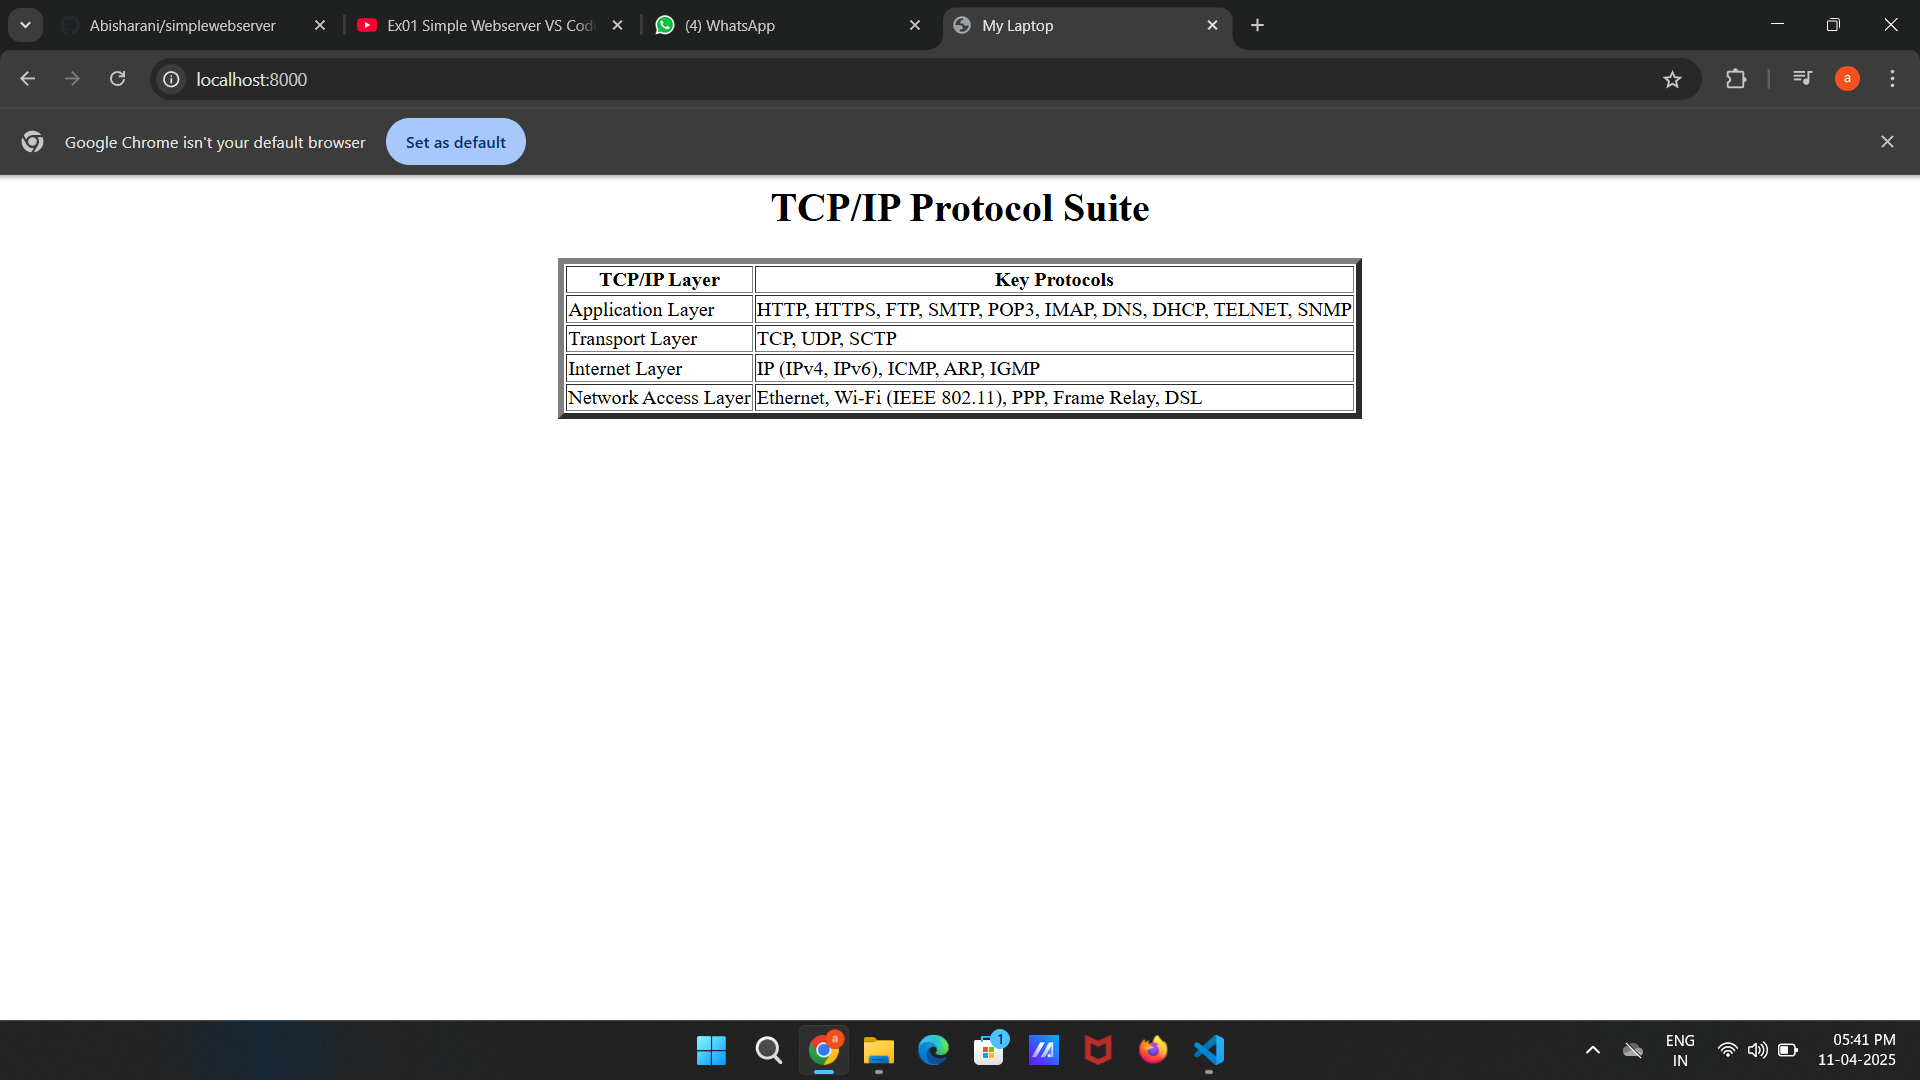 Abisharani/simplewebserver
Ex01 Simple Webserver VS Cod
(4) WhatsApp
My Laptop
localhost:8000
a
Google Chrome isn't your default browser
Set as default
TCP/IP Protocol Suite
TCP/IP Layer Key Protocols
Application Layer HTTP, HTTPS, FTP, SMTP, POP3, IMAP, DNS, DHCP, TELNET, SNMP
Transport Layer TCP, UDP, SCTP
Internet Layer IP (IPv4, IPv6), ICMP, ARP, IGMP
Network Access Layer Ethernet, Wi-Fi (IEEE 802.11), PPP, Frame Relay, DSL
a
1
ENG
IN
05:41 PM
11-04-2025